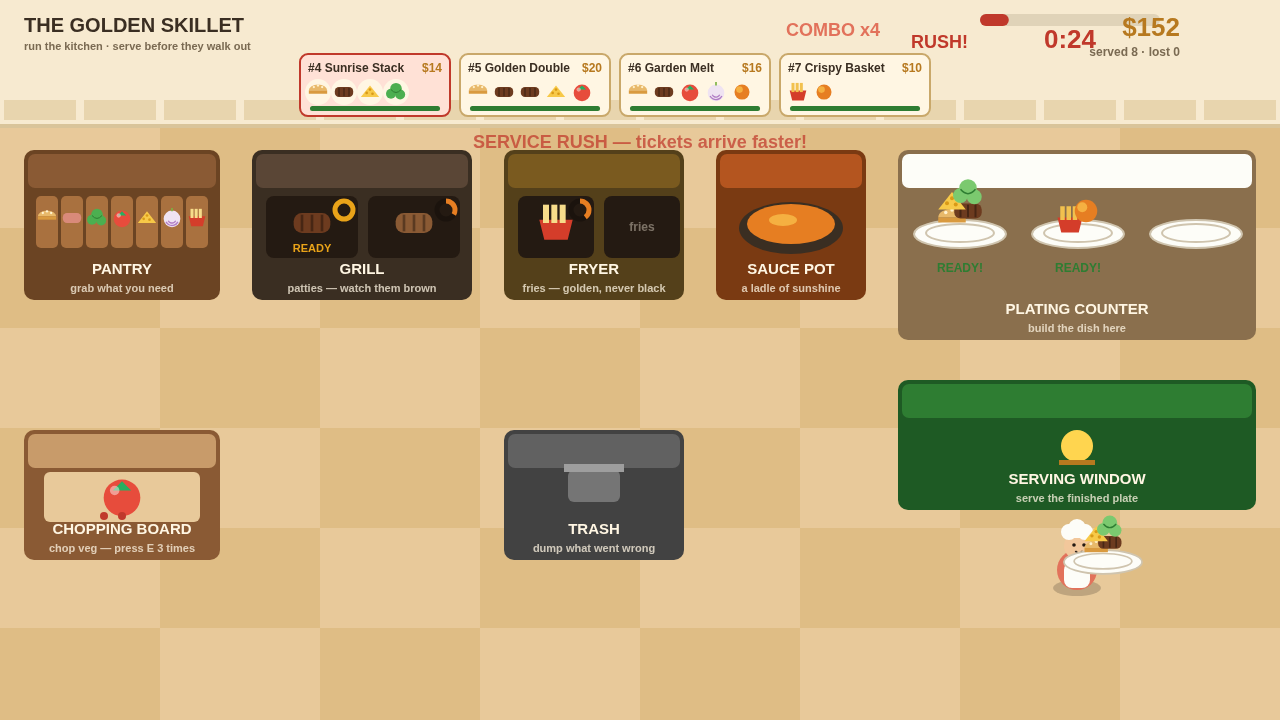 THE GOLDEN SKILLET
run the kitchen · serve before they walk out
COMBO x4
RUSH!
0:24
$152
served 8 · lost 0
#4 Sunrise Stack $14
#5 Golden Double $20
#6 Garden Melt $16
#7 Crispy Basket $10
SERVICE RUSH — tickets arrive faster!
PANTRY
grab what you need
READY
GRILL
patties — watch them brown
fries
FRYER
fries — golden, never black
SAUCE POT
a ladle of sunshine
READY!
READY!
PLATING COUNTER
build the dish here
CHOPPING BOARD
chop veg — press E 3 times
TRASH
dump what went wrong
SERVING WINDOW
serve the finished plate